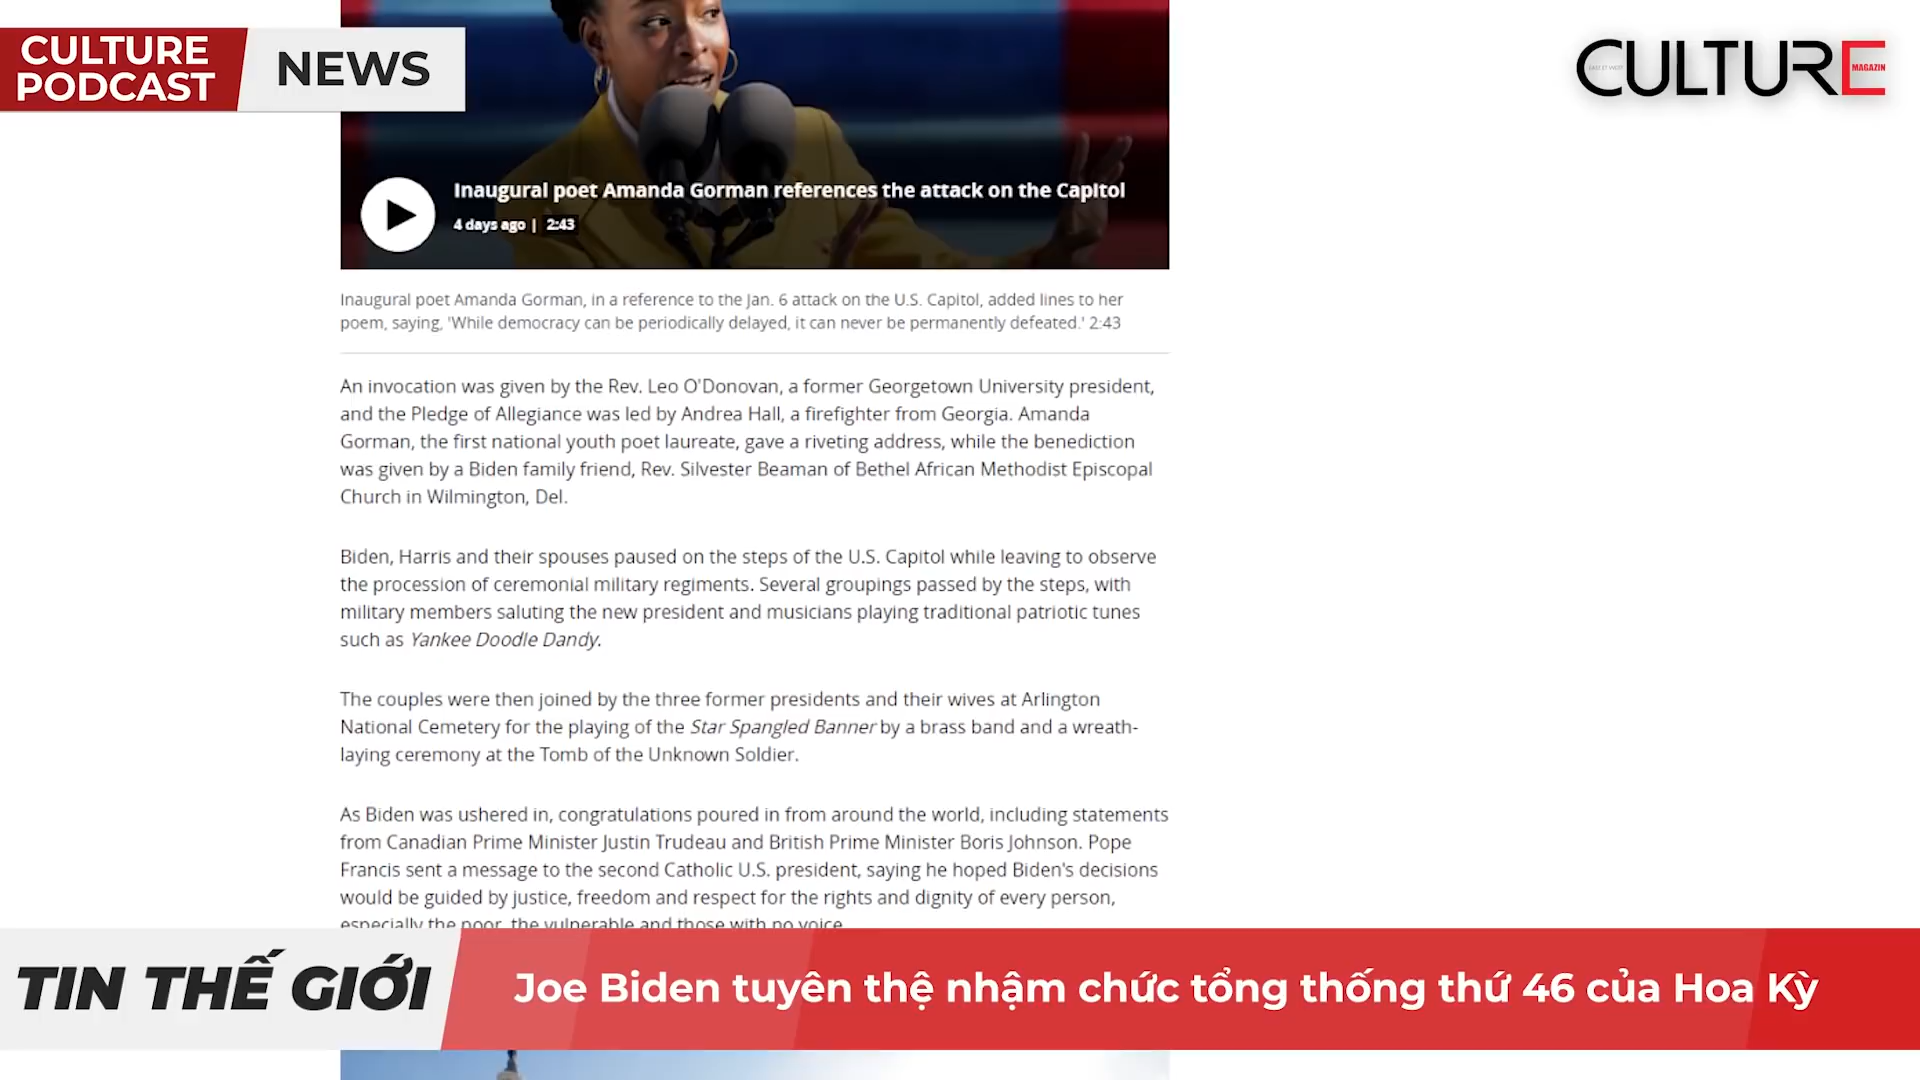 CULTURE
PODCAST
NEWS
CULTURE
MAGAZIN
Inaugural poet Amanda Gorman references the attack on the Capitol
4 days ago | 2:43
Inaugural poet Amanda Gorman, in a reference to the Jan. 6 attack on the U.S. Capitol, added lines to her
poem, saying, 'While democracy can be periodically delayed, it can never be permanently defeated.' 2:43
An invocation was given by the Rev. Leo O'Donovan, a former Georgetown University president,
and the Pledge of Allegiance was led by Andrea Hall, a firefighter from Georgia. Amanda
Gorman, the first national youth poet laureate, gave a riveting address, while the benediction
was given by a Biden family friend, Rev. Silvester Beaman of Bethel African Methodist Episcopal
Church in Wilmington, Del.
Biden, Harris and their spouses paused on the steps of the U.S. Capitol while leaving to observe
the procession of ceremonial military regiments. Several groupings passed by the steps, with
military members saluting the new president and musicians playing traditional patriotic tunes
such as Yankee Doodle Dandy.
The couples were then joined by the three former presidents and their wives at Arlington
National Cemetery for the playing of the Star Spangled Banner by a brass band and a wreath-
laying ceremony at the Tomb of the Unknown Soldier.
As Biden was ushered in, congratulations poured in from around the world, including statements
from Canadian Prime Minister Justin Trudeau and British Prime Minister Boris Johnson. Pope
Francis sent a message to the second Catholic U.S. president, saying he hoped Biden's decisions
would be guided by justice, freedom and respect for the rights and dignity of every person,
especially the poor, the vulnerable and those with no voice.
TIN THẾ GIỚI
Joe Biden tuyên thệ nhậm chức tổng thống thứ 46 của Hoa Kỳ